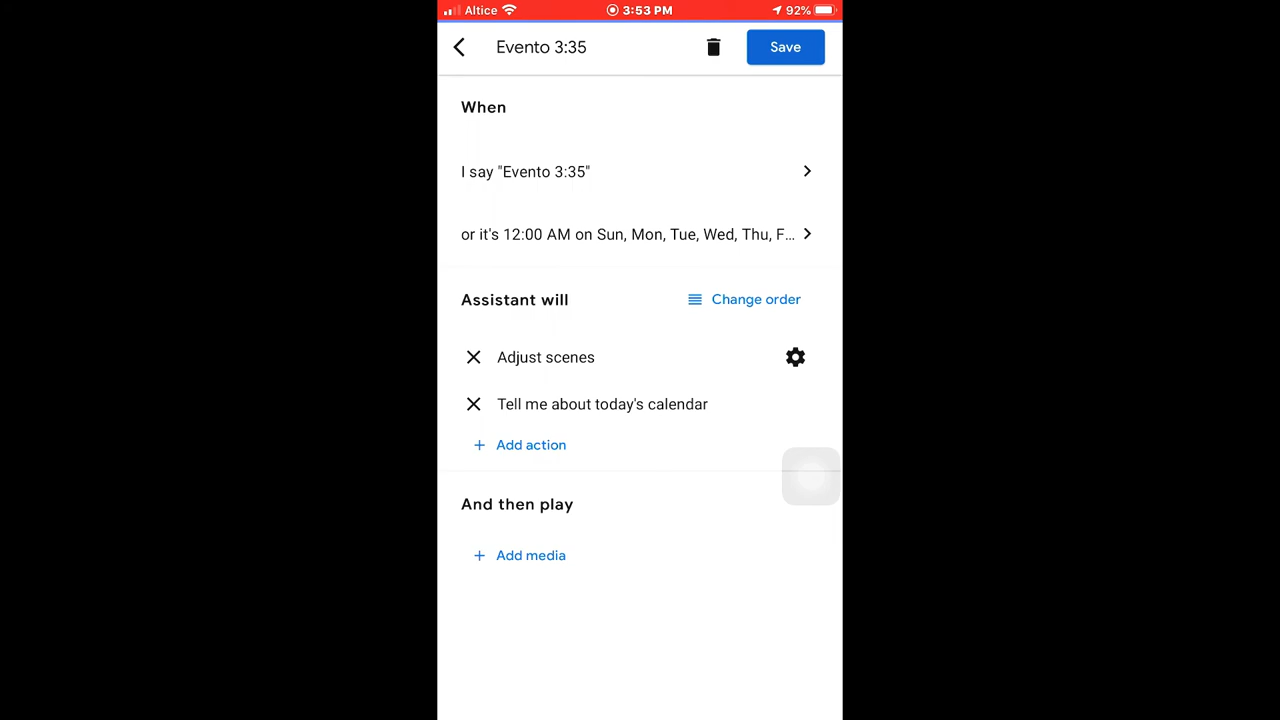 Altice 3:53 PM 92%
Evento 3:35 Save
When
I say "Evento 3:35"
or it's 12:00 AM on Sun, Mon, Tue, Wed, Thu, F...
Assistant will Change order
Adjust scenes
Tell me about today's calendar
+ Add action
And then play
+ Add media